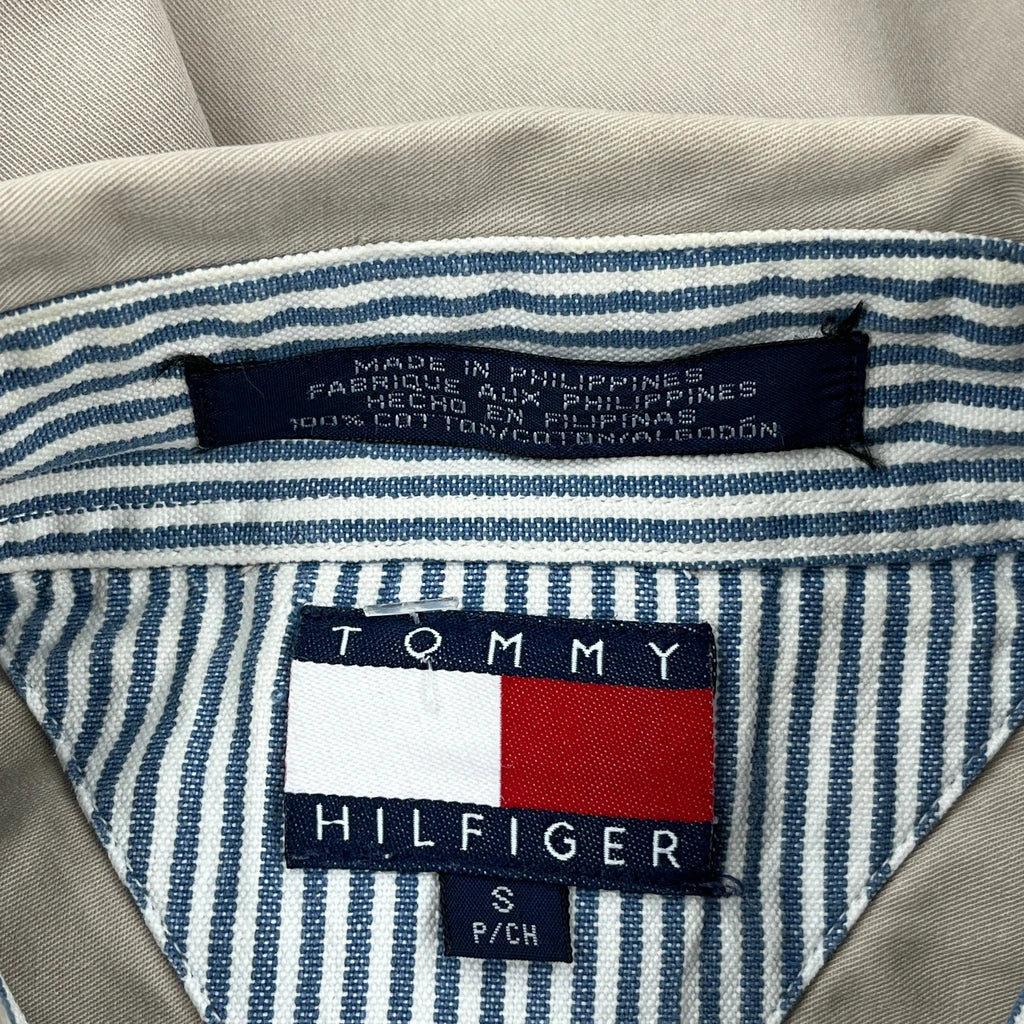 MADE IN PHILIPPINES
FABRIQUE AUX PHILIPPINES
HECHO EN FILIPINAS
100% COTTON/COTON/ALGODÓN
TOMMY
HILFIGER
S
P/CH